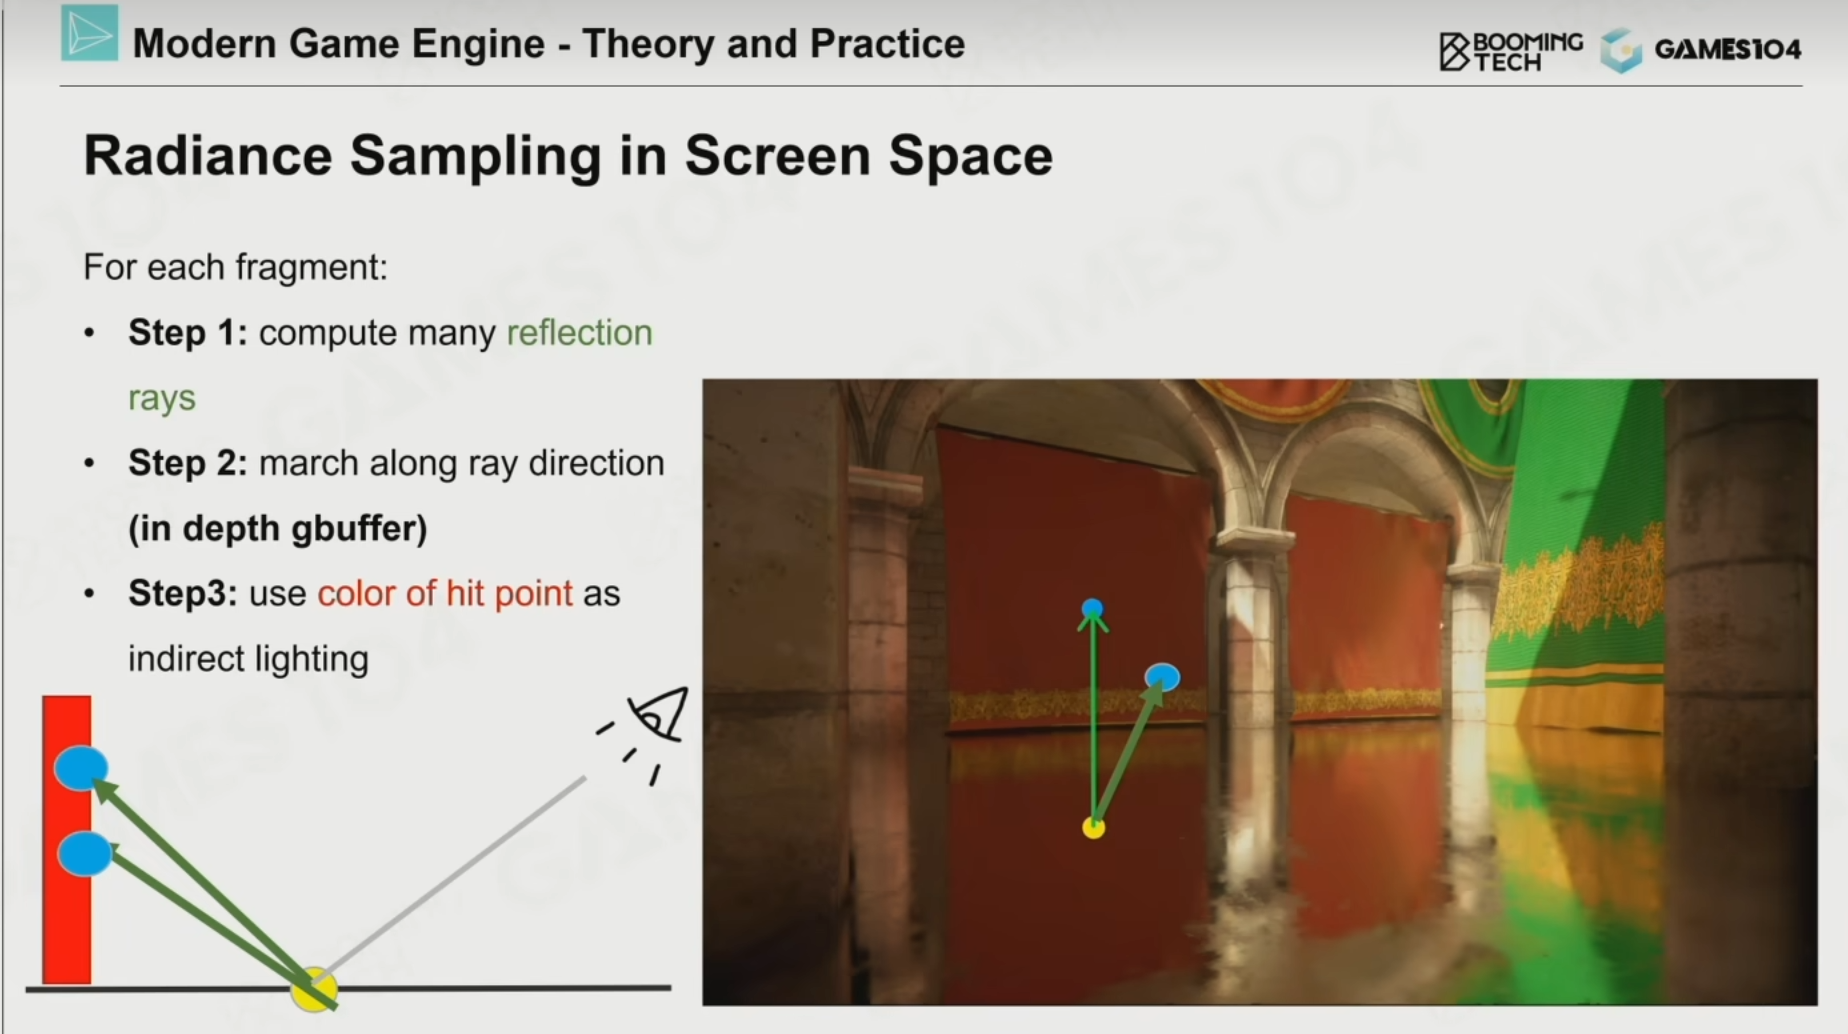 Modern Game Engine - Theory and Practice
BOOMING
TECH
GAMES104
Radiance Sampling in Screen Space
For each fragment:
• Step 1: compute many reflection
rays
• Step 2: march along ray direction
(in depth gbuffer)
• Step3: use color of hit point as
indirect lighting